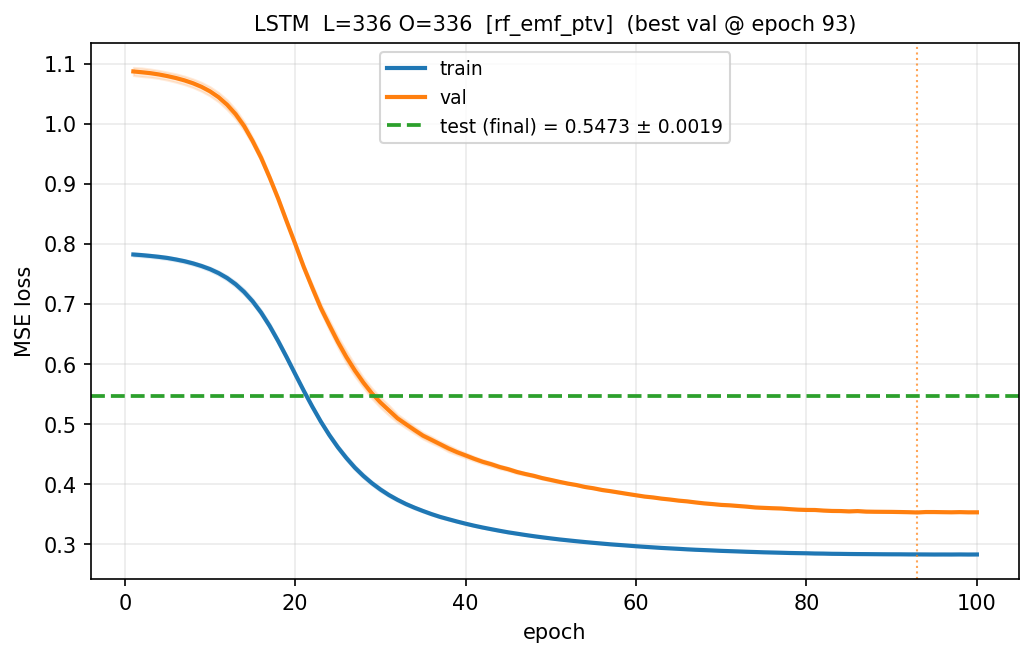 LSTM  L=336 O=336  [rf_emf_ptv]  (best val @ epoch 93)
train
val
test (final) = 0.5473 ± 0.0019
MSE loss
1.1
1.0
0.9
0.8
0.7
0.6
0.5
0.4
0.3
0 20 40 60 80 100
epoch